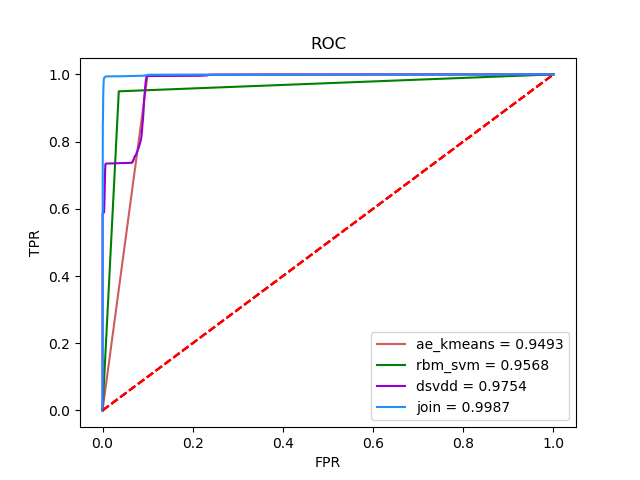 ROC
1.0
0.8
0.6
0.4
0.2
0.0
TPR
0.0 0.2 0.4 0.6 0.8 1.0
FPR
ae_kmeans = 0.9493
rbm_svm = 0.9568
dsvdd = 0.9754
join = 0.9987